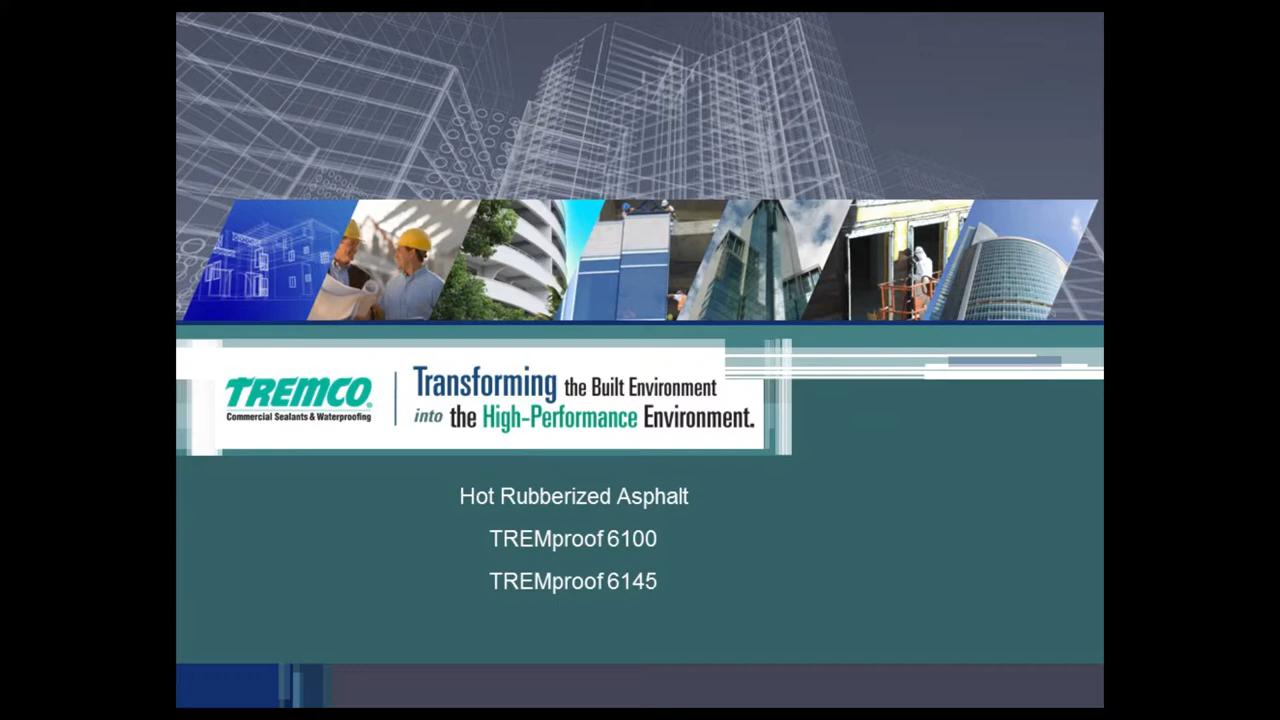 TREMCO®
Commercial Sealants & Waterproofing
Transforming the Built Environment
into the High-Performance Environment.
Hot Rubberized Asphalt
TREMproof 6100
TREMproof 6145